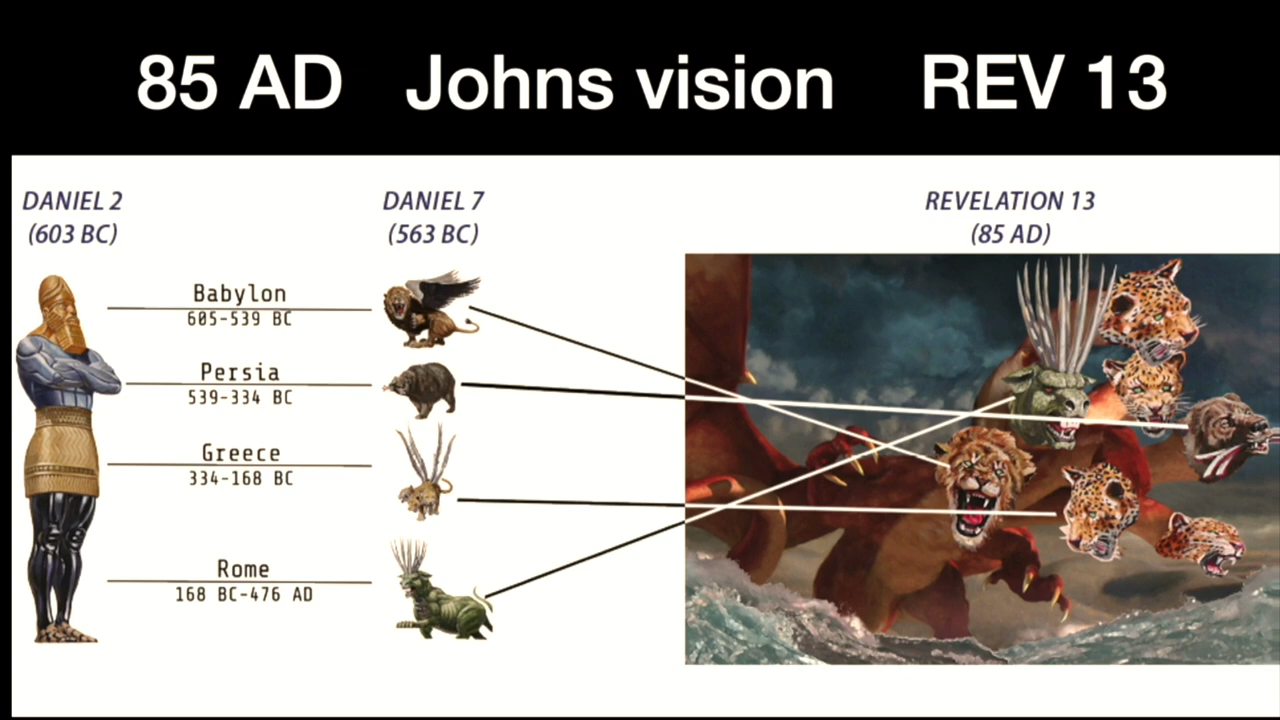 85 AD Johns vision REV 13
DANIEL 2
(603 BC)
DANIEL 7
(563 BC)
REVELATION 13
(85 AD)
Babylon
605-539 BC
Persia
539-334 BC
Greece
334-168 BC
Rome
168 BC-476 AD